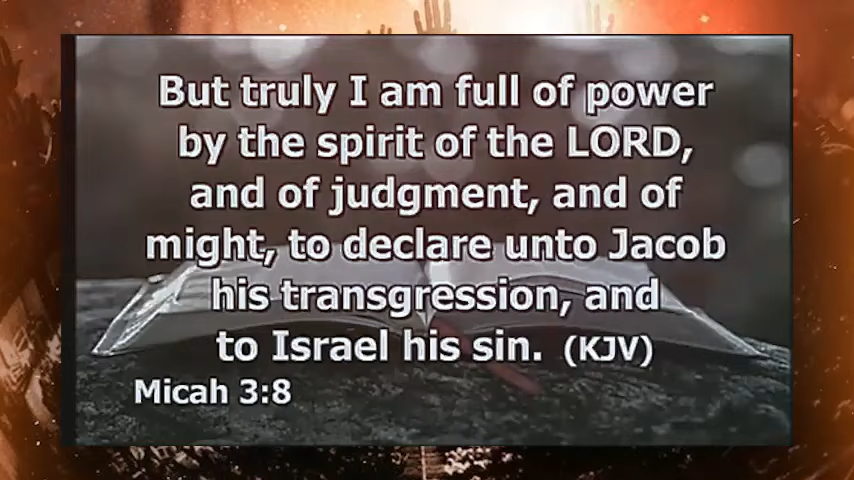 But truly I am full of power
by the spirit of the LORD,
and of judgment, and of
might, to declare unto Jacob
his transgression, and
to Israel his sin. (KJV)
Micah 3:8